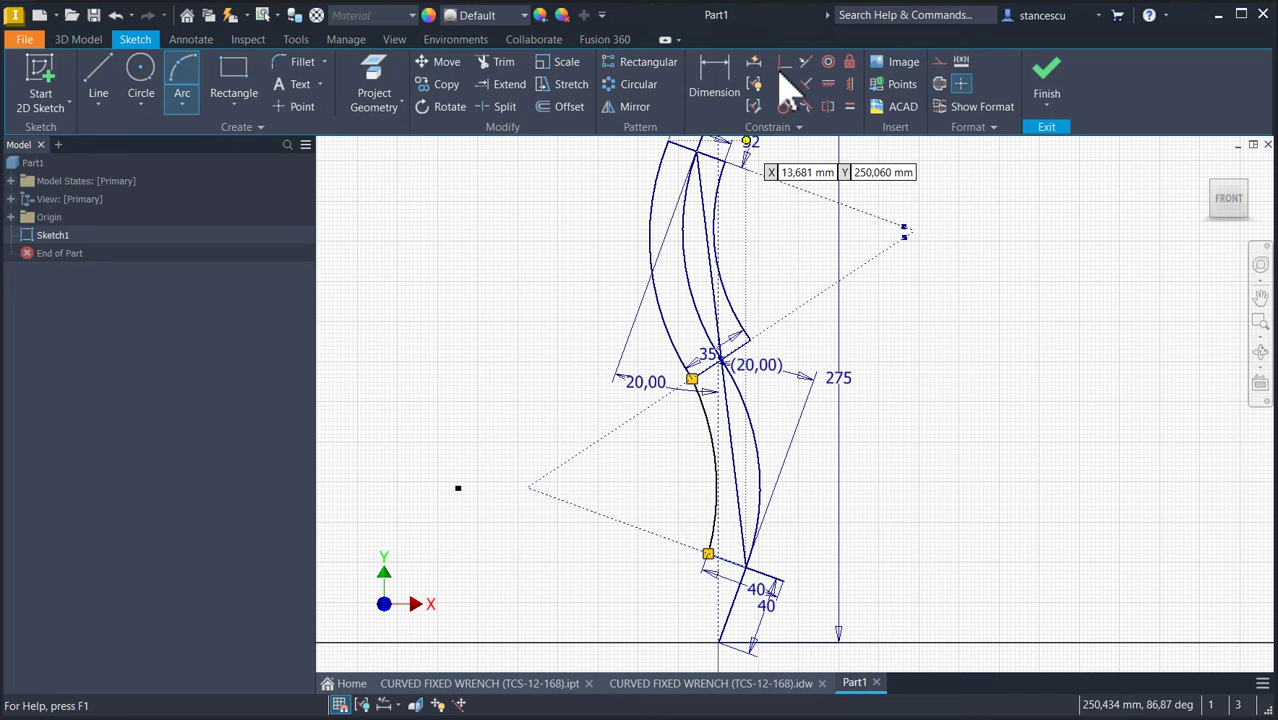 Material
Default
Part1
Search Help & Commands...
stancescu
File
3D Model
Sketch
Annotate
Inspect
Tools
Manage
View
Environments
Collaborate
Fusion 360
Start
2D Sketch
Line
Circle
Arc
Rectangle
Fillet
Text
Point
Project
Geometry
Move
Copy
Rotate
Trim
Extend
Split
Scale
Stretch
Offset
Rectangular
Circular
Mirror
Dimension
Image
Points
ACAD
Show Format
Finish
Sketch
Create
Modify
Pattern
Constrain
Insert
Format
Exit
Model
Part1
Model States: [Primary]
View: [Primary]
Origin
Sketch1
End of Part
X 13,681 mm Y 250,060 mm
FRONT
35
(20,00)
20,00
275
40
40
Y
X
Home
CURVED FIXED WRENCH (TCS-12-168).ipt
CURVED FIXED WRENCH (TCS-12-168).idw
Part1
For Help, press F1
250,434 mm, 86,87 deg
1
3